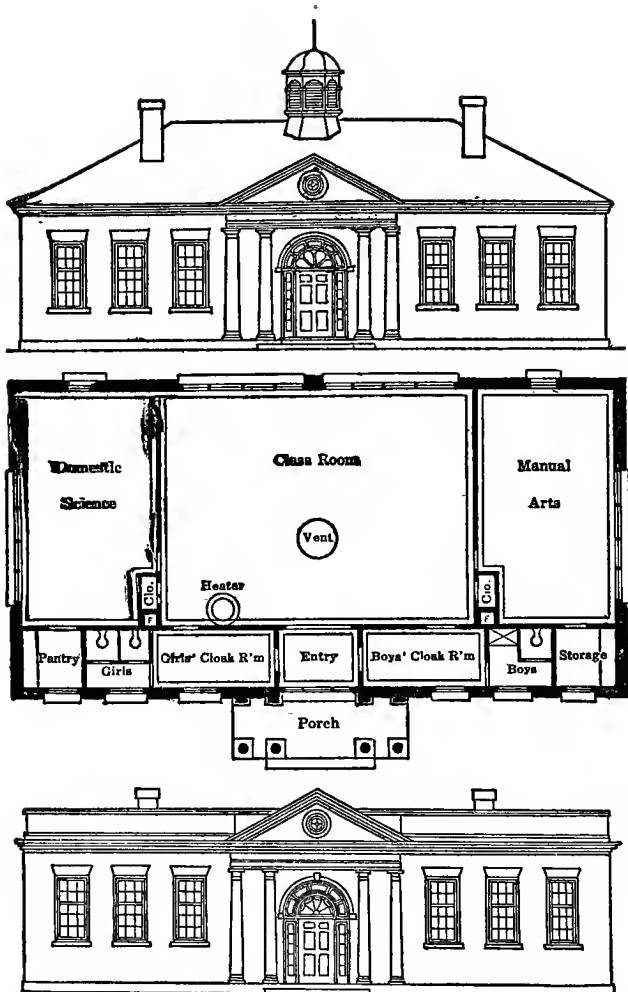 Domestic
Science
Class Room
Manual
Arts
Vent.
Heater
Clo.
F
Clo.
F
Pantry
Girls
Girls' Cloak R'm
Entry
Boys' Cloak R'm
Boys
Storage
Porch